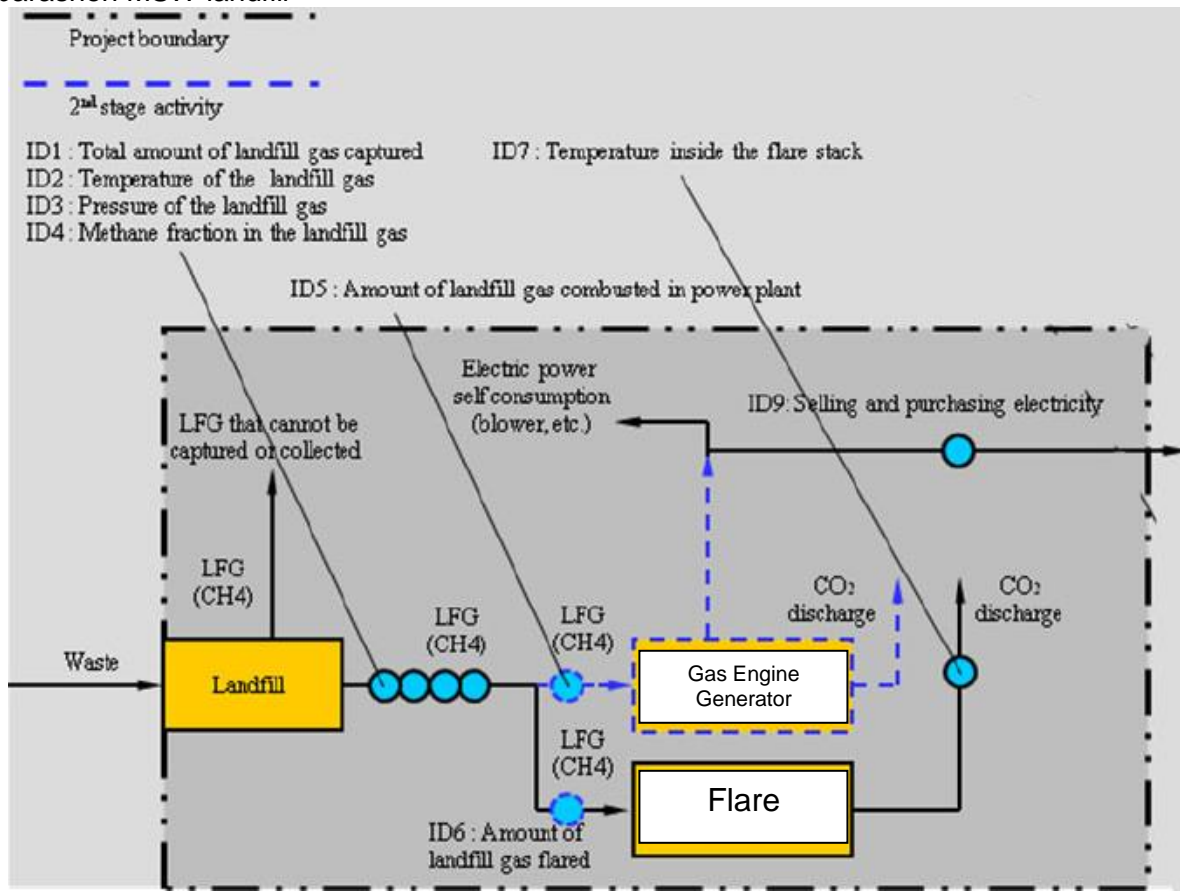 Project boundary
2nd stage activity
ID1 : Total amount of landfill gas captured
ID2 : Temperature of the landfill gas
ID3 : Pressure of the landfill gas
ID4 : Methane fraction in the landfill gas
ID7 : Temperature inside the flare stack
ID5 : Amount of landfill gas combusted in power plant
Electric power
self consumption
(blower, etc.)
ID9: Selling and purchasing electricity
LFG that cannot be
captured or collected
LFG
(CH4)
LFG
(CH4)
LFG
(CH4)
CO2
discharge
CO2
discharge
Waste
Landfill
Gas Engine
Generator
LFG
(CH4)
Flare
ID6 : Amount of
landfill gas flared